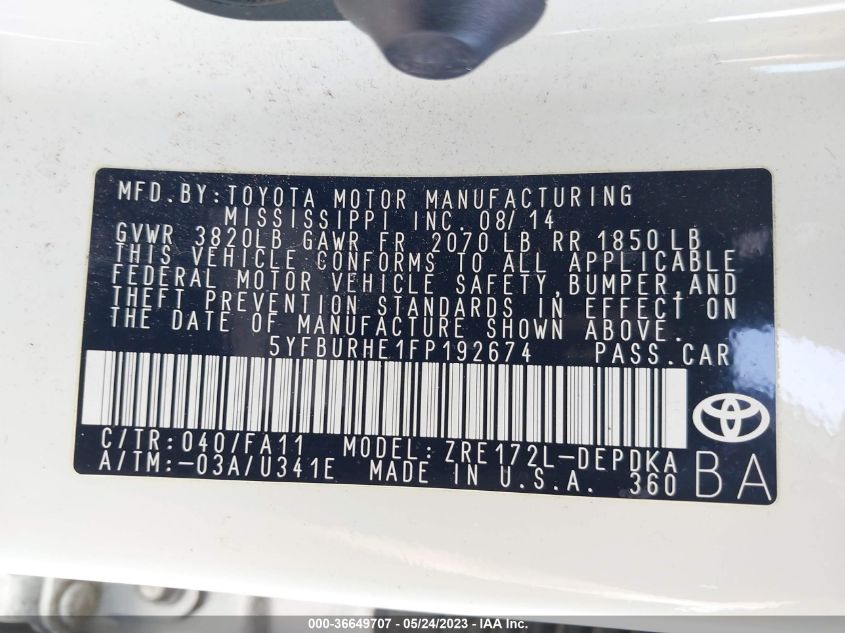 MFD.BY:TOYOTA MOTOR MANUFACTURING
MISSISSIPPI INC. 08/14
GVWR 3820LB GAWR FR 2070LB RR 1850LB
THIS VEHICLE CONFORMS TO ALL APPLICABLE
FEDERAL MOTOR VEHICLE SAFETY,BUMPER,AND
THEFT PREVENTION STANDARDS IN EFFECT ON
THE DATE OF MANUFACTURE SHOWN ABOVE.
5YFBURHE1FP192674 PASS.CAR
C/TR:040/FA11 MODEL:ZRE172L-DEPDKA
A/TM:-03A/U341E MADE IN U.S.A. 360
BA
000-36649707 - 05/24/2023 - IAA Inc.